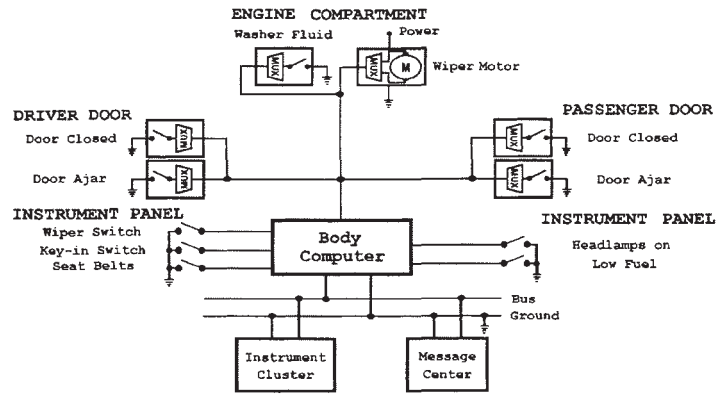 ENGINE COMPARTMENT
Washer Fluid
Power
MUX
MUX
M
Wiper Motor
DRIVER DOOR
PASSENGER DOOR
Door Closed
MUX
MUX
Door Closed
Door Ajar
MUX
MUX
Door Ajar
INSTRUMENT PANEL
INSTRUMENT PANEL
Wiper Switch
Key-in Switch
Seat Belts
Body
Computer
Headlamps on
Low Fuel
Bus
Ground
Instrument
Cluster
Message
Center